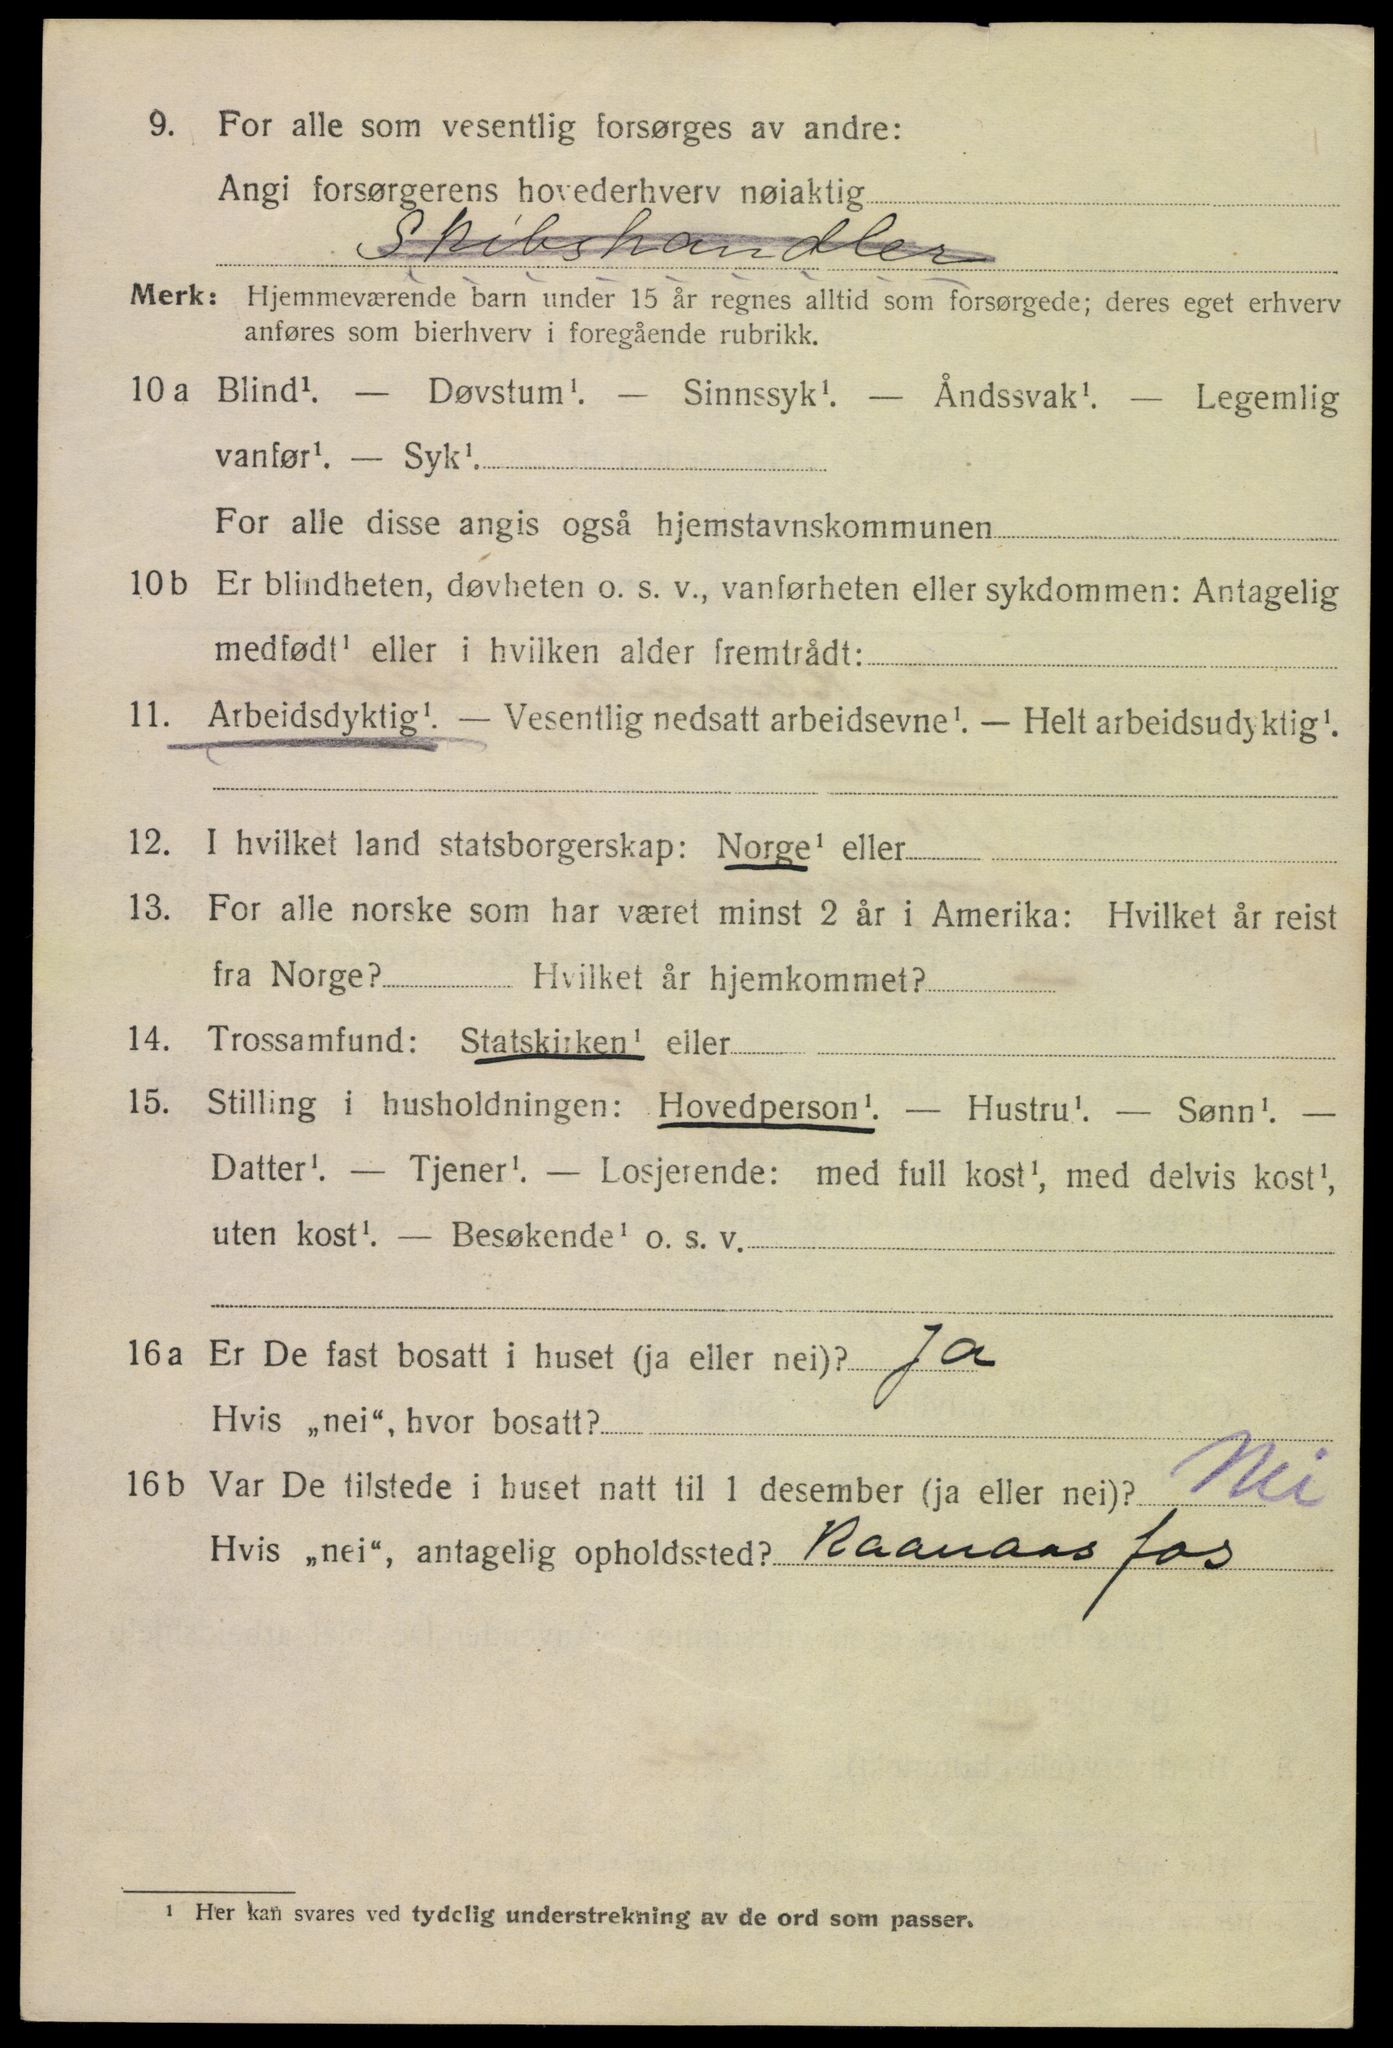 9. For alle som vesentlig forsørges av andre:
Angi forsørgerens hovederhverv nøiaktig
Skibshandler
Merk: Hjemmeværende barn under 15 år regnes alltid som forsørgede; deres eget erhverv
anføres som bierhverv i foregående rubrikk.
10 a Blind¹. — Døvstum¹. — Sinnssyk¹. — Åndssvak¹. — Legemlig
vanfør¹. — Syk¹.
For alle disse angis også hjemstavnskommunen
10 b Er blindheten, døvheten o. s. v., vanførheten eller sykdommen: Antagelig
medfødt¹ eller i hvilken alder fremtrådt:
11. Arbeidsdyktig¹. — Vesentlig nedsatt arbeidsevne¹. — Helt arbeidsudyktig¹.
12. I hvilket land statsborgerskap: Norge¹ eller
13. For alle norske som har været minst 2 år i Amerika: Hvilket år reist
fra Norge? Hvilket år hjemkommet?
14. Trossamfund: Statskirken¹ eller
15. Stilling i husholdningen: Hovedperson¹. — Hustru¹. — Sønn¹. —
Datter¹. — Tjener¹. — Losjerende: med full kost¹, med delvis kost¹,
uten kost¹. — Besøkende¹ o. s. v.
16 a Er De fast bosatt i huset (ja eller nei)? Ja
Hvis „nei“, hvor bosatt?
16 b Var De tilstede i huset natt til 1 desember (ja eller nei)? Nei
Hvis „nei“, antagelig opholdssted? Raanaasfos
¹ Her kan svares ved tydelig understrekning av de ord som passer.